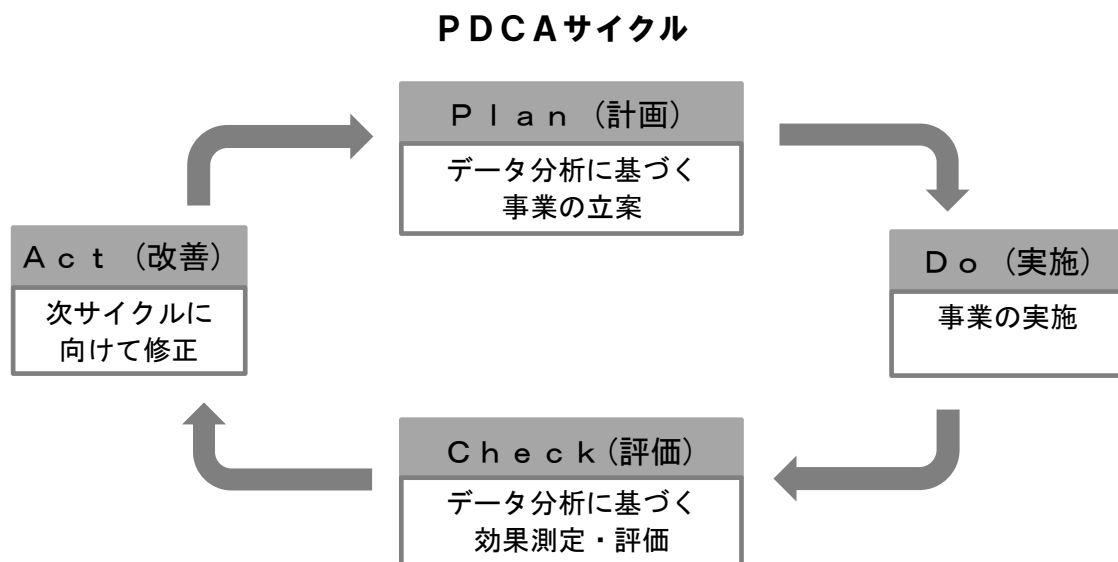 PDCAサイクル
Plan（計画）
データ分析に基づく
事業の立案
Do（実施）
事業の実施
Check（評価）
データ分析に基づく
効果測定・評価
Act（改善）
次サイクルに
向けて修正